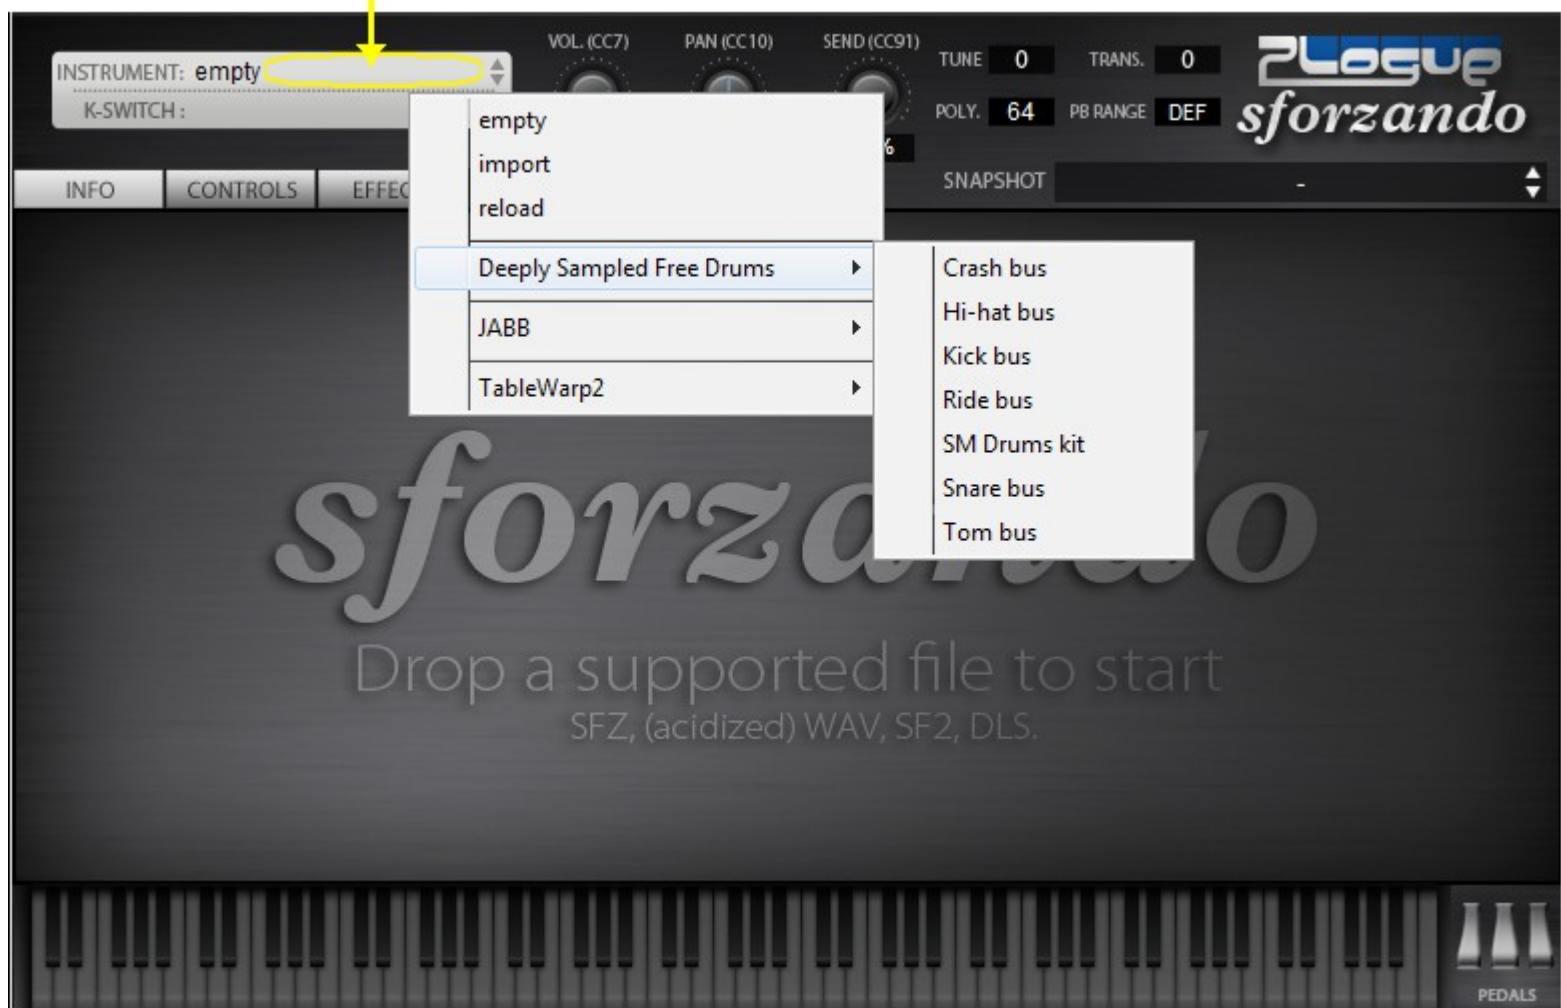 VOL. (CC7) PAN (CC10) SEND (CC91)
INSTRUMENT: empty
K-SWITCH :
TUNE 0 TRANS. 0
POLY. 64 PB RANGE DEF
PLOGUE
sforzando
%
INFO CONTROLS EFFEC
SNAPSHOT -
empty
import
reload
Deeply Sampled Free Drums
JABB
TableWarp2
Crash bus
Hi-hat bus
Kick bus
Ride bus
SM Drums kit
Snare bus
Tom bus
sforzando
Drop a supported file to start
SFZ, (acidized) WAV, SF2, DLS.
PEDALS